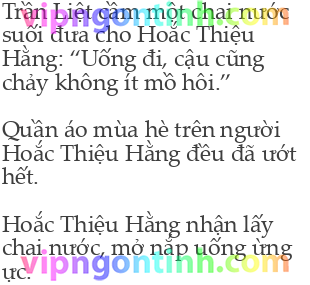 Trần Liệt cầm một chai nước
suối đưa cho Hoắc Thiệu
Hằng: “Uống đi, cậu cũng
chảy không ít mồ hôi.”
Quần áo mùa hè trên người
Hoắc Thiệu Hằng đều đã ướt
hết.
Hoắc Thiệu Hằng nhận lấy
chai nước, mở nắp uống ừng
ực.
vipngontinh.com
vipngontinh.com